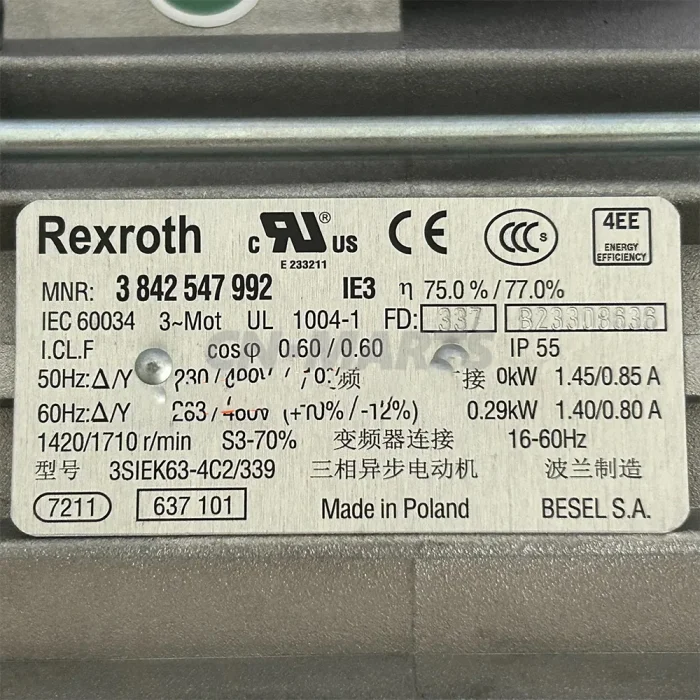 Rexroth c RU® US CE CCC S 4EE ENERGY EFFICIENCY
E 233211
MNR: 3 842 547 992 IE3 η 75.0 % / 77.0%
IEC 60034 3~Mot UL 1004-1 FD: 337
I.CL.F cosφ 0.60 / 0.60 IP 55
50Hz:Δ/Y 0kW 1.45/0.85 A
60Hz:Δ/Y (+10% / -12%) 0.29kW 1.40/0.80 A
1420/1710 r/min S3-70% 变频器连接 16-60Hz
型号 3SIEK63-4C2/339 三相异步电动机 波兰制造
7211 637 101 Made in Poland BESEL S.A.